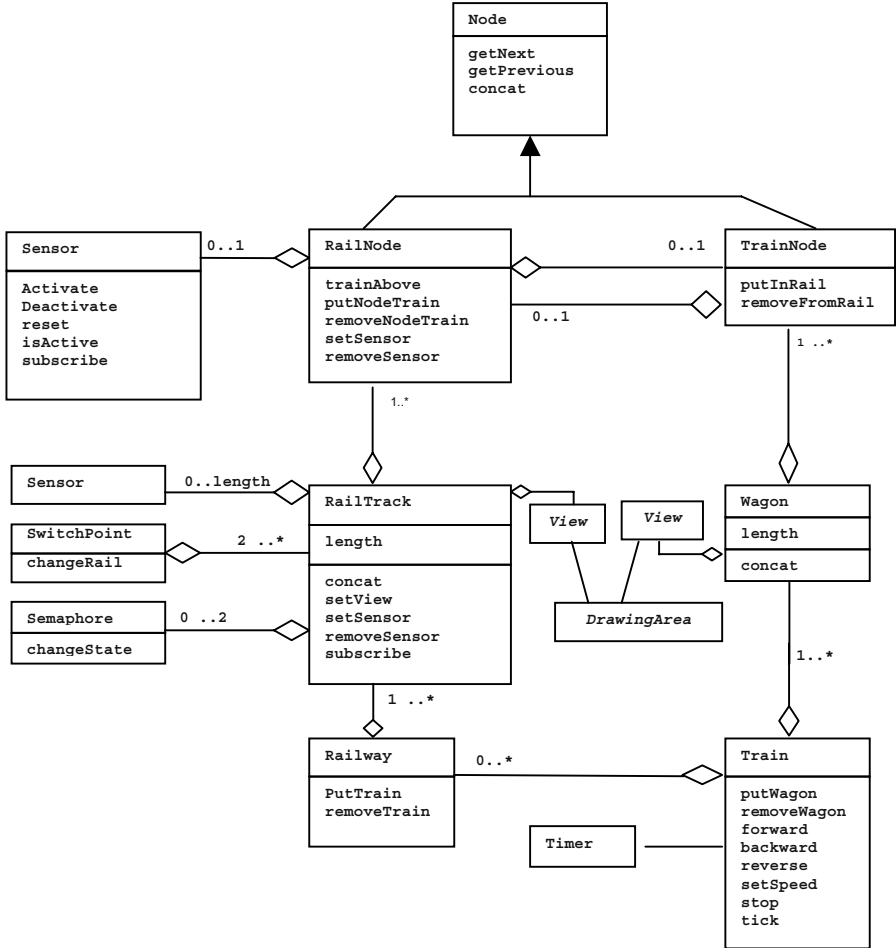 Node
getNext
getPrevious
concat
Sensor
Activate
Deactivate
reset
isActive
subscribe
0..1
RailNode
trainAbove
putNodeTrain
removeNodeTrain
setSensor
removeSensor
0..1
0..1
TrainNode
putInRail
removeFromRail
1..*
1 ..*
Sensor
0..length
SwitchPoint
changeRail
2 ..*
Semaphore
changeState
0 ..2
RailTrack
length
concat
setView
setSensor
removeSensor
subscribe
View
View
DrawingArea
Wagon
length
concat
1 ..*
1..*
Railway
PutTrain
removeTrain
0..*
Timer
Train
putWagon
removeWagon
forward
backward
reverse
setSpeed
stop
tick